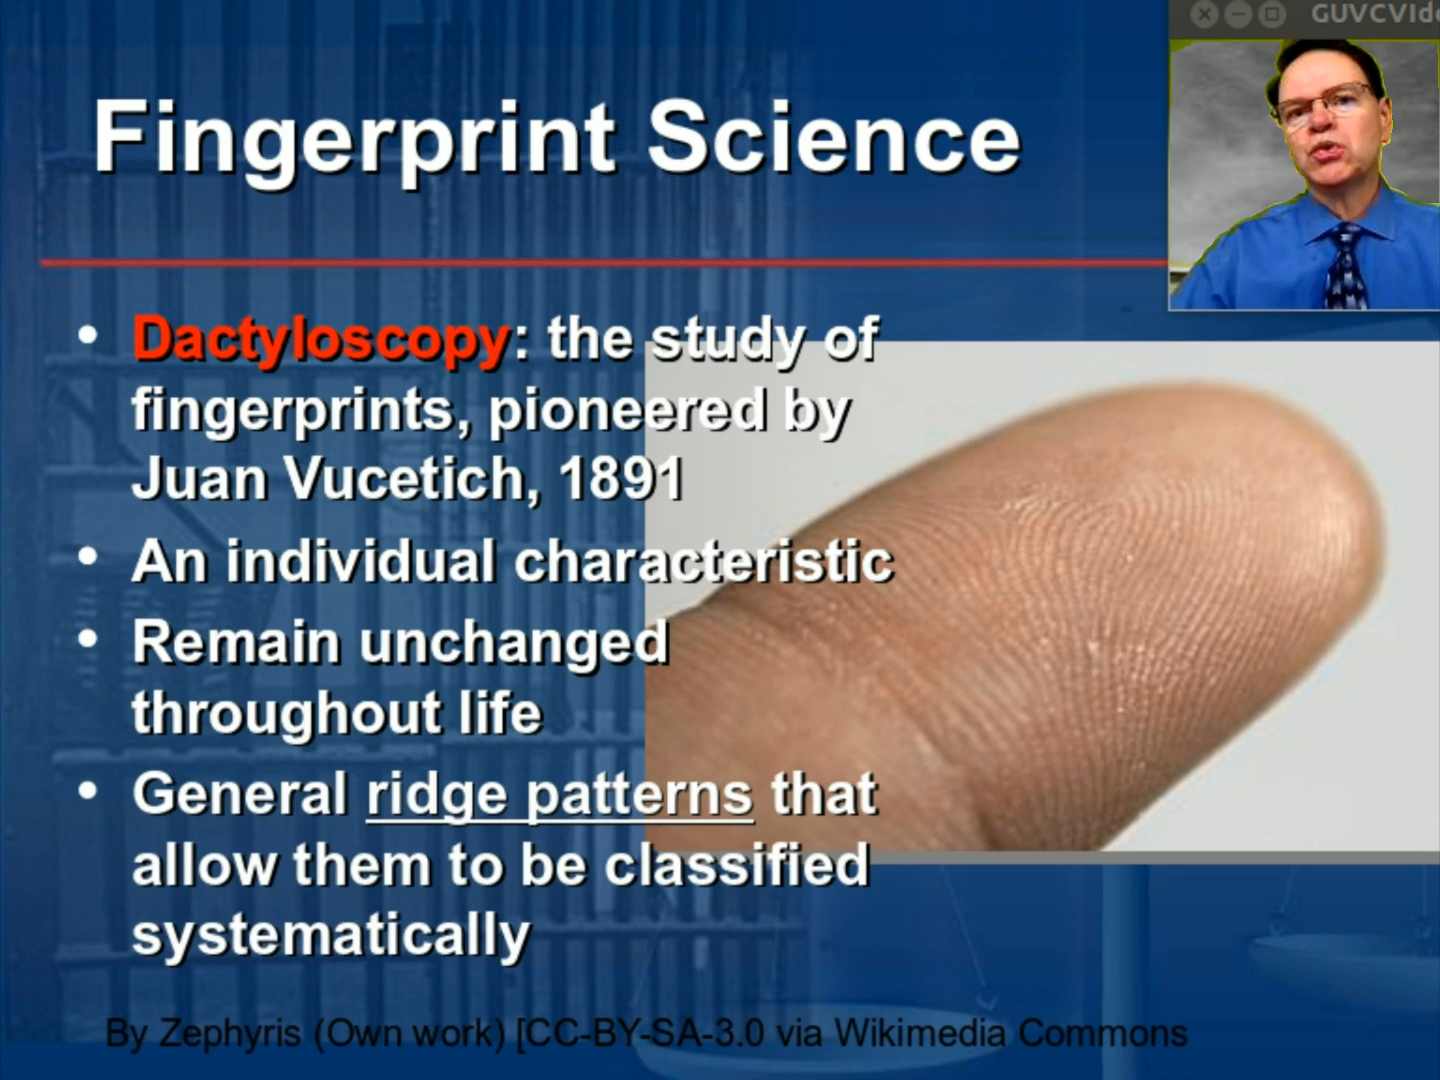 GUVCVId
Fingerprint Science
• Dactyloscopy: the study of
fingerprints, pioneered by
Juan Vucetich, 1891
• An individual characteristic
• Remain unchanged
throughout life
• General ridge patterns that
allow them to be classified
systematically
By Zephyris (Own work) [CC-BY-SA-3.0 via Wikimedia Commons